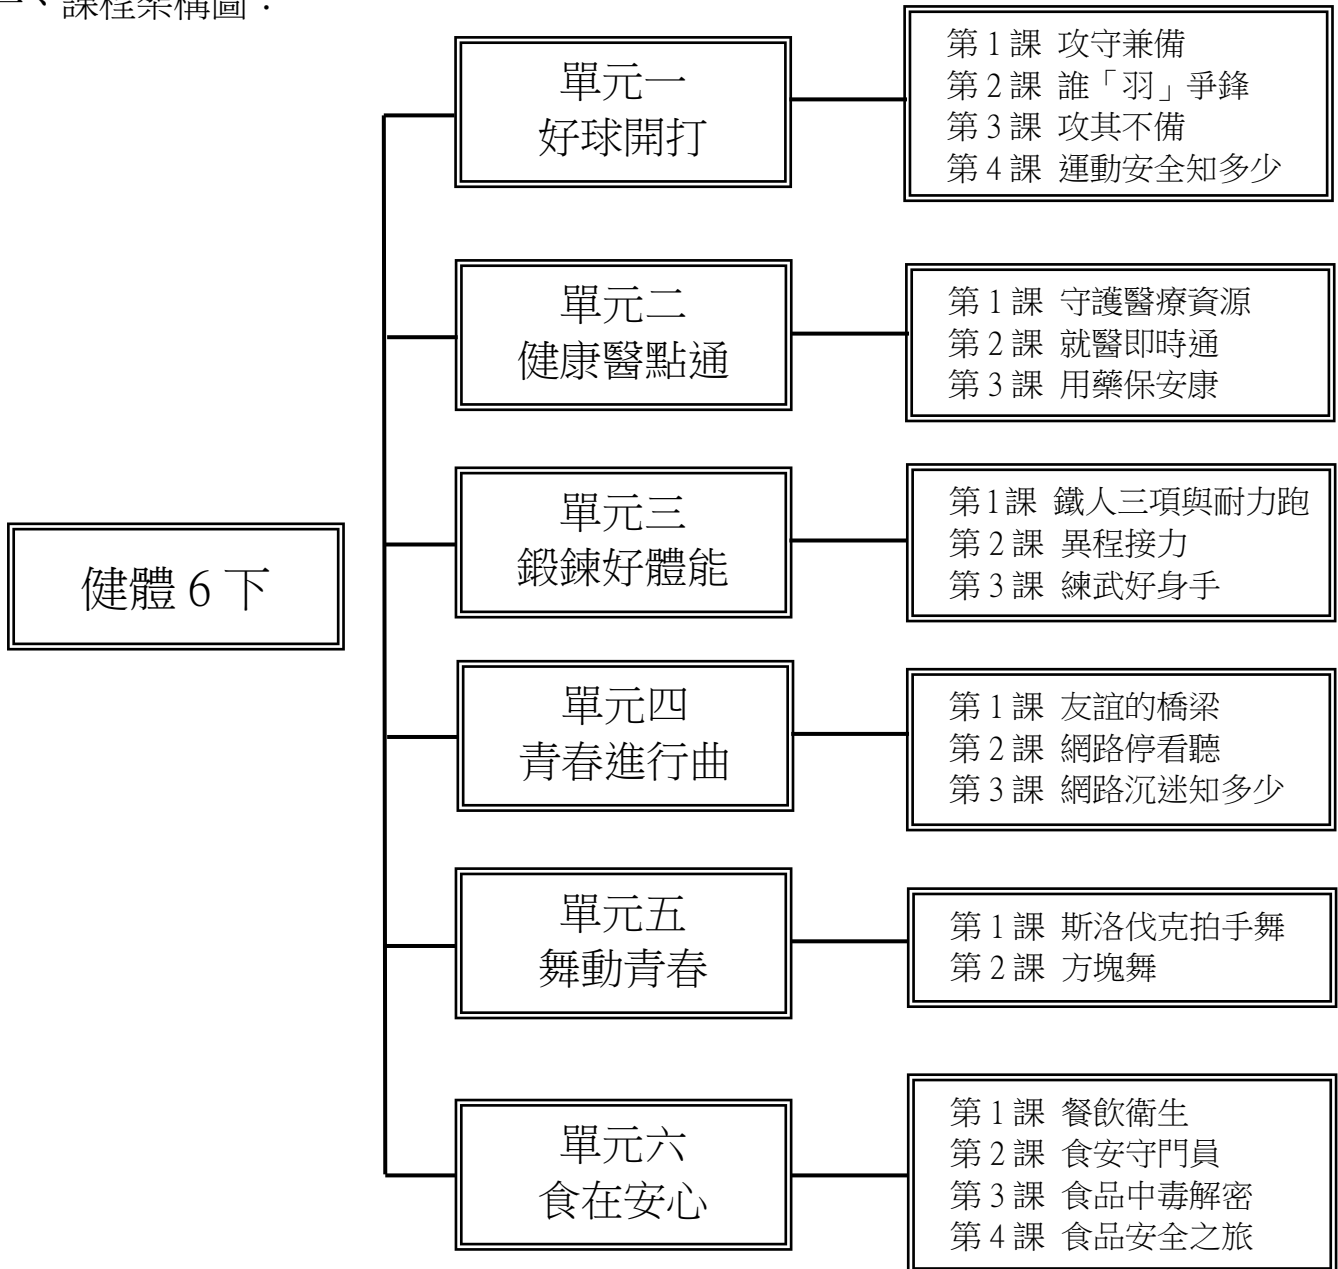 、課程架構圖：
健體 6 下
單元一
好球開打
第 1 課 攻守兼備
第 2 課 誰「羽」爭鋒
第 3 課 攻其不備
第 4 課 運動安全知多少
單元二
健康醫點通
第 1 課 守護醫療資源
第 2 課 就醫即時通
第 3 課 用藥保安康
單元三
鍛鍊好體能
第 1 課 鐵人三項與耐力跑
第 2 課 異程接力
第 3 課 練武好身手
單元四
青春進行曲
第 1 課 友誼的橋梁
第 2 課 網路停看聽
第 3 課 網路沉迷知多少
單元五
舞動青春
第 1 課 斯洛伐克拍手舞
第 2 課 方塊舞
單元六
食在安心
第 1 課 餐飲衛生
第 2 課 食安守門員
第 3 課 食品中毒解密
第 4 課 食品安全之旅